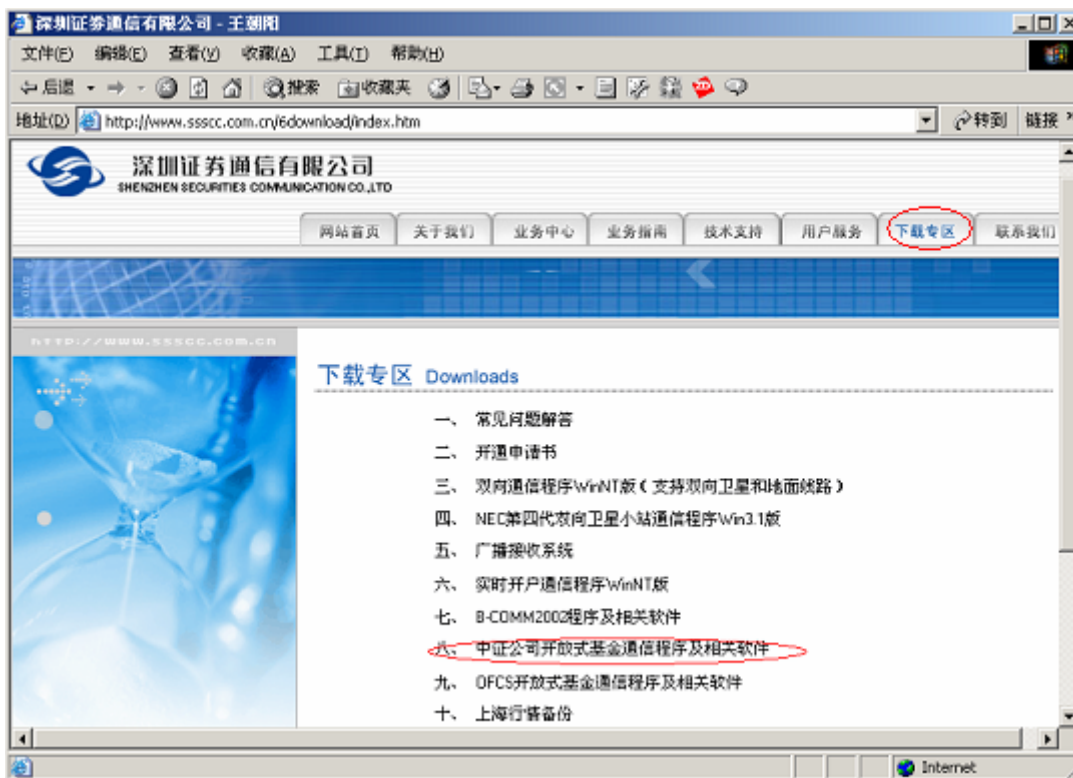 深圳证券通信有限公司 - 王朝阳
文件(F) 编辑(E) 查看(V) 收藏(A) 工具(T) 帮助(H)
后退 搜索 收藏夹
地址(D) http://www.ssscc.com.cn/6download/index.htm 转到 链接 »
深圳证券通信有限公司
SHENZHEN SECURITIES COMMUNICATION CO.,LTD
网站首页 关于我们 业务中心 业务指南 技术支持 用户服务 下载专区 联系我们
http://www.ssscc.com.cn
下载专区 Downloads
一、 常见问题解答
二、 开通申请书
三、 双向通信程序WinNT版(支持双向卫星和地面线路)
四、 NEC第四代双向卫星小站通信程序Win3.1版
五、 广播接收系统
六、 实时开户通信程序WinNT版
七、 B-COMM2002程序及相关软件
八、 中证公司开放式基金通信程序及相关软件
九、 OFCS开放式基金通信程序及相关软件
十、 上海行情备份
Internet